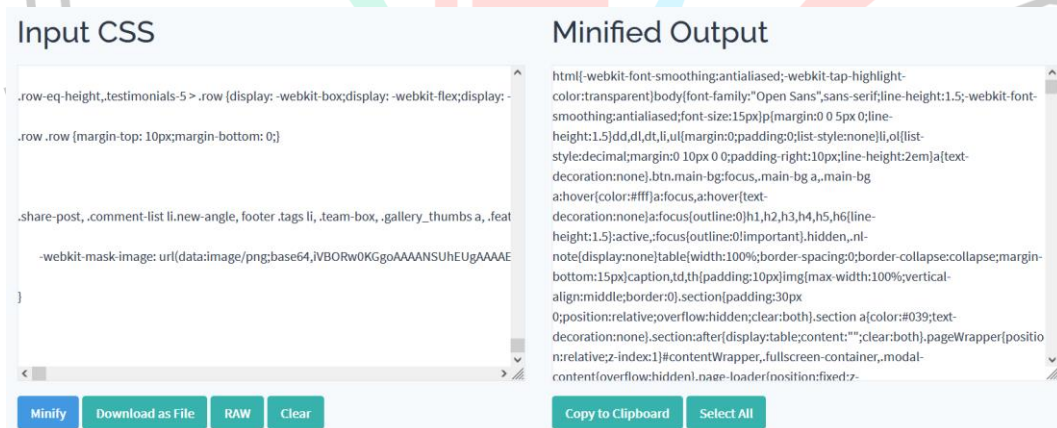 Input CSS
.row-eq-height,.testimonials-5 > .row {display: -webkit-box;display: -webkit-flex;display: -
.row .row {margin-top: 10px;margin-bottom: 0;}
.share-post, .comment-list li.new-angle, footer .tags li, .team-box, .gallery_thumbs a, .feat
-webkit-mask-image: url(data:image/png;base64,iVBORw0KGgoAAAANSUhEUgAAAAE
}
Minify
Download as File
RAW
Clear
Minified Output
html{-webkit-font-smoothing:antialiased;-webkit-tap-highlight-
color:transparent}body{font-family:"Open Sans",sans-serif;line-height:1.5;-webkit-font-
smoothing:antialiased;font-size:15px}p{margin:0 0 5px 0;line-
height:1.5}dd,dl,dt,li,ul{margin:0;padding:0;list-style:none}li,ol{list-
style:decimal;margin:0 10px 0 0;padding-right:10px;line-height:2em}a{text-
decoration:none}.btn.main-bg:focus,.main-bg a,.main-bg
a:hover{color:#fff}a:focus,a:hover{text-
decoration:none}a:focus{outline:0}h1,h2,h3,h4,h5,h6{line-
height:1.5}:active,:focus{outline:0!important}.hidden,.nl-
note{display:none}table{width:100%;border-spacing:0;border-collapse:collapse;margin-
bottom:15px}caption,td,th{padding:10px}img{max-width:100%;vertical-
align:middle;border:0}.section{padding:30px
0;position:relative;overflow:hidden;clear:both}.section a{color:#039;text-
decoration:none}.section:after{display:table;content:"";clear:both}.pageWrapper{positio
n:relative;z-index:1}#contentWrapper,.fullscreen-container,.modal-
content{overflow:hidden}.page-loader{position:fixed;z-
Copy to Clipboard
Select All